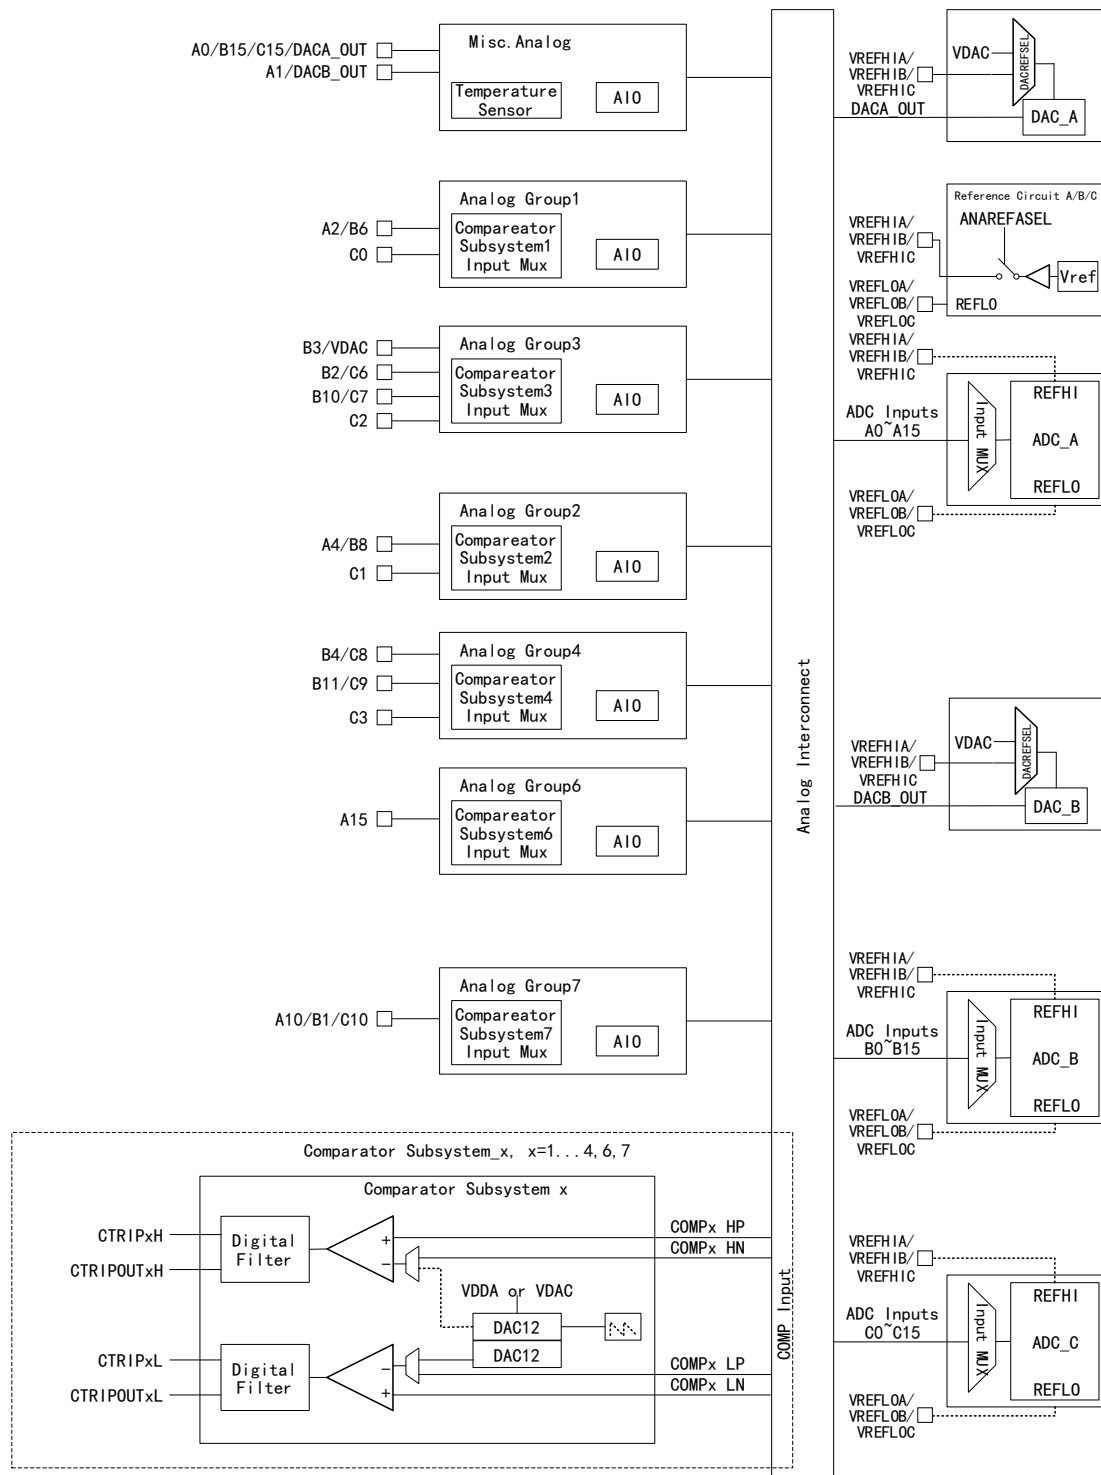 A0/B15/C15/DACA_OUT
A1/DACB_OUT
Misc.Analog
Temperature
Sensor
AIO
A2/B6
C0
Analog Group1
Compareator
Subsystem1
Input Mux
AIO
B3/VDAC
B2/C6
B10/C7
C2
Analog Group3
Compareator
Subsystem3
Input Mux
AIO
A4/B8
C1
Analog Group2
Compareator
Subsystem2
Input Mux
AIO
B4/C8
B11/C9
C3
Analog Group4
Compareator
Subsystem4
Input Mux
AIO
A15
Analog Group6
Compareator
Subsystem6
Input Mux
AIO
A10/B1/C10
Analog Group7
Compareator
Subsystem7
Input Mux
AIO
Comparator Subsystem_x, x=1...4,6,7
Comparator Subsystem x
CTRIPxH
CTRIPOUTxH
Digital
Filter
+
−
COMPx HP
COMPx HN
VDDA or VDAC
DAC12
DAC12
CTRIPxL
CTRIPOUTxL
Digital
Filter
−
+
COMPx LP
COMPx LN
COMP Input
Analog Interconnect
VREFHIA/
VREFHIB/
VREFHIC
DACA_OUT
VDAC
DACREFSEL
DAC_A
Reference Circuit A/B/C
ANAREFASEL
VREFHIA/
VREFHIB/
VREFHIC
Vref
VREFLOA/
VREFLOB/
VREFLOC
REFLO
VREFHIA/
VREFHIB/
VREFHIC
ADC Inputs
A0~A15
Input MUX
REFHI
ADC_A
REFLO
VREFLOA/
VREFLOB/
VREFLOC
VREFHIA/
VREFHIB/
VREFHIC
DACB_OUT
VDAC
DACREFSEL
DAC_B
VREFHIA/
VREFHIB/
VREFHIC
ADC Inputs
B0~B15
Input MUX
REFHI
ADC_B
REFLO
VREFLOA/
VREFLOB/
VREFLOC
VREFHIA/
VREFHIB/
VREFHIC
ADC Inputs
C0~C15
Input MUX
REFHI
ADC_C
REFLO
VREFLOA/
VREFLOB/
VREFLOC